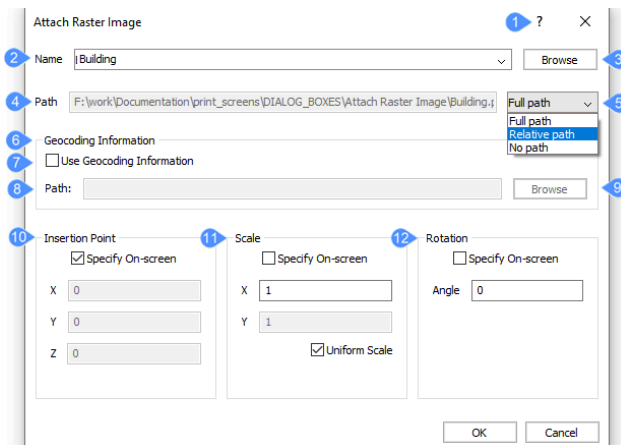 Attach Raster Image 1 ?
2 Name Building Browse 3
4 Path F:\work\Documentation\print_screens\DIALOG_BOXES\Attach Raster Image\Building.p Full path 5
Full path
Relative path
No path
6 Geocoding Information
7 Use Geocoding Information
8 Path: Browse 9
10 Insertion Point 11 Scale 12 Rotation
Specify On-screen Specify On-screen Specify On-screen
X 0 X 1 Angle 0
Y 0 Y 1
Z 0 Uniform Scale
OK Cancel